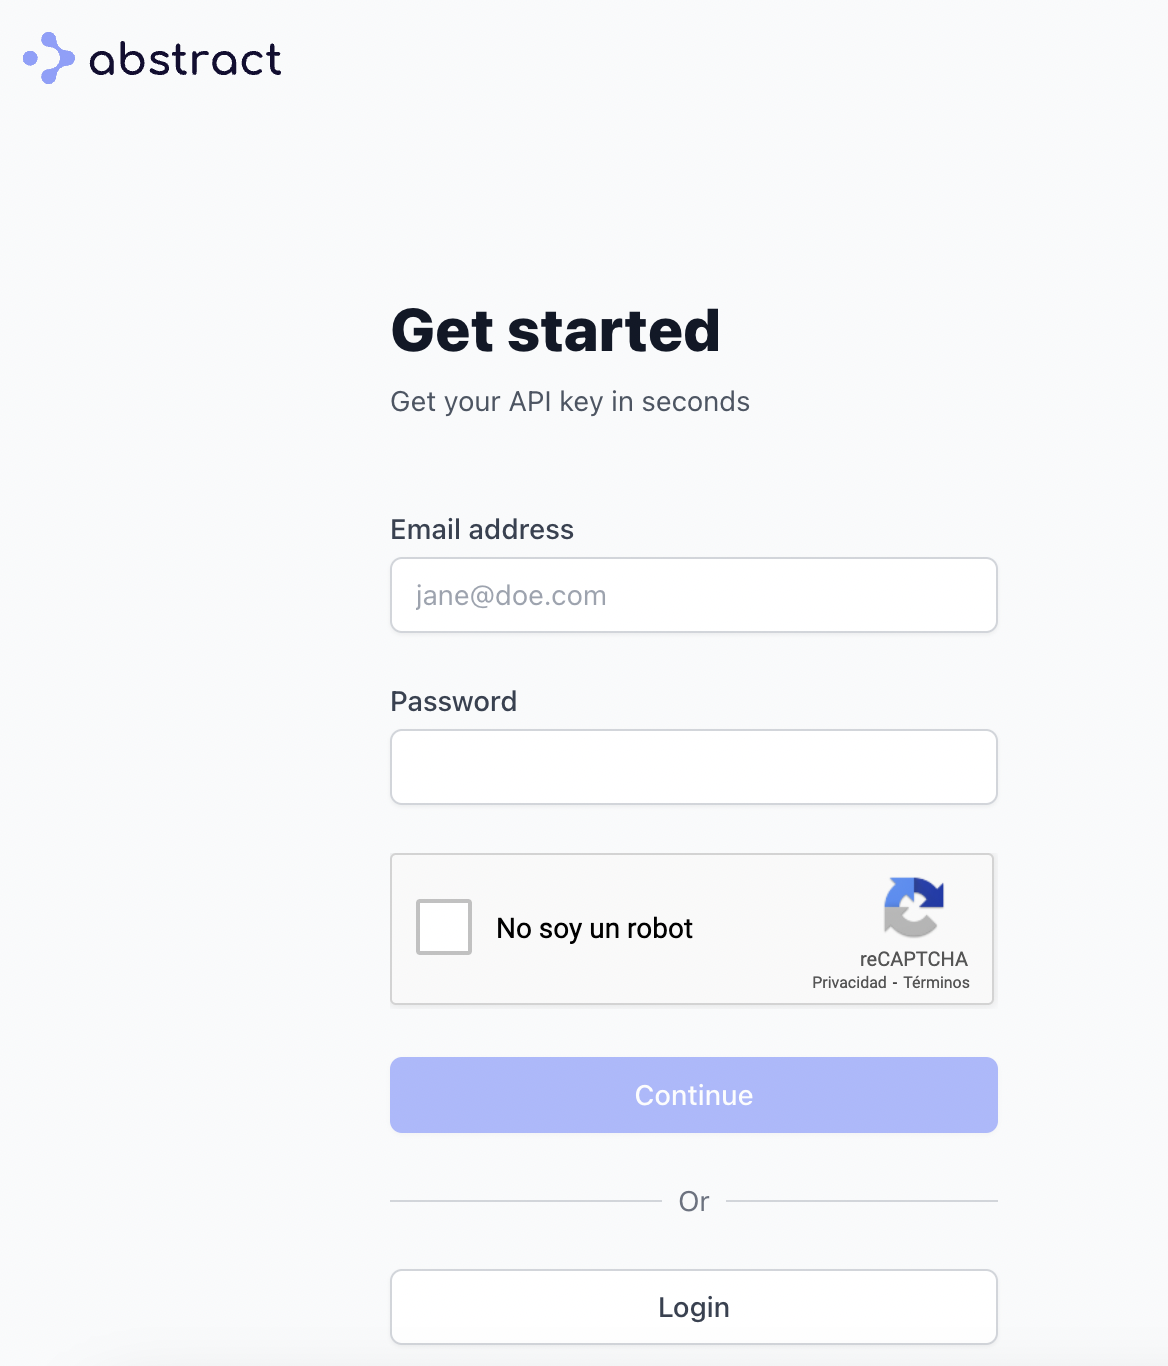 abstract
Get started
Get your API key in seconds
Email address
jane@doe.com
Password
No soy un robot
reCAPTCHA
Privacidad - Términos
Continue
Or
Login